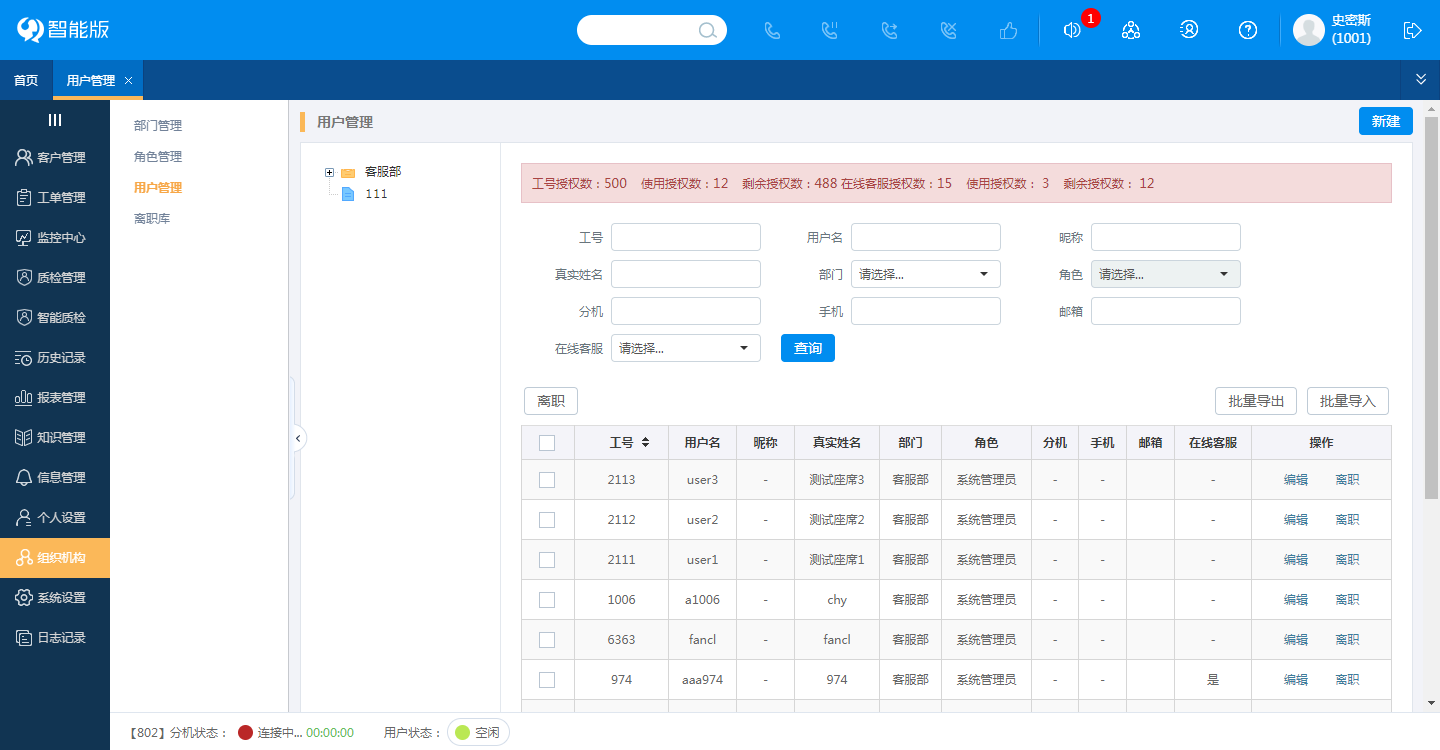 智能版
1
史密斯
(1001)
首页 用户管理 ×
客户管理
工单管理
监控中心
质检管理
智能质检
历史记录
报表管理
知识管理
信息管理
个人设置
组织机构
系统设置
日志记录
部门管理
角色管理
用户管理
离职库
用户管理 新建
客服部
111
工号授权数：500 使用授权数：12 剩余授权数：488 在线客服授权数：15 使用授权数： 3 剩余授权数： 12
工号 用户名 昵称
真实姓名 部门 请选择... 角色 请选择...
分机 手机 邮箱
在线客服 请选择... 查询
离职 批量导出 批量导入
工号 用户名 昵称 真实姓名 部门 角色 分机 手机 邮箱 在线客服 操作
2113 user3 - 测试座席3 客服部 系统管理员 - - - 编辑 离职
2112 user2 - 测试座席2 客服部 系统管理员 - - - 编辑 离职
2111 user1 - 测试座席1 客服部 系统管理员 - - - 编辑 离职
1006 a1006 - chy 客服部 系统管理员 - - - 编辑 离职
6363 fancl - fancl 客服部 系统管理员 - - - 编辑 离职
974 aaa974 - 974 客服部 系统管理员 - - 是 编辑 离职
【802】分机状态： 连接中... 00:00:00 用户状态： 空闲